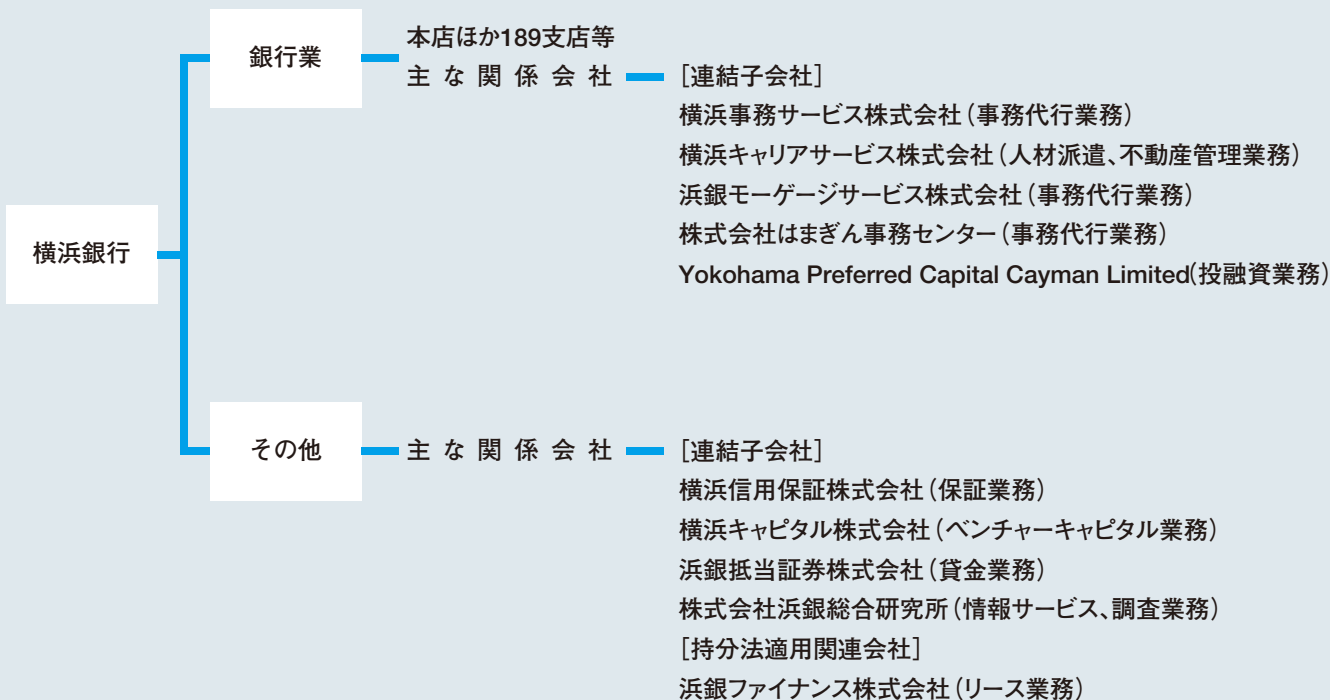 横浜銀行
銀行業
本店ほか189支店等
主な関係会社
[連結子会社]
横浜事務サービス株式会社(事務代行業務)
横浜キャリアサービス株式会社(人材派遣、不動産管理業務)
浜銀モーゲージサービス株式会社(事務代行業務)
株式会社はまぎん事務センター(事務代行業務)
Yokohama Preferred Capital Cayman Limited(投融資業務)
その他
主な関係会社
[連結子会社]
横浜信用保証株式会社(保証業務)
横浜キャピタル株式会社(ベンチャーキャピタル業務)
浜銀抵当証券株式会社(貸金業務)
株式会社浜銀総合研究所(情報サービス、調査業務)
[持分法適用関連会社]
浜銀ファイナンス株式会社(リース業務)